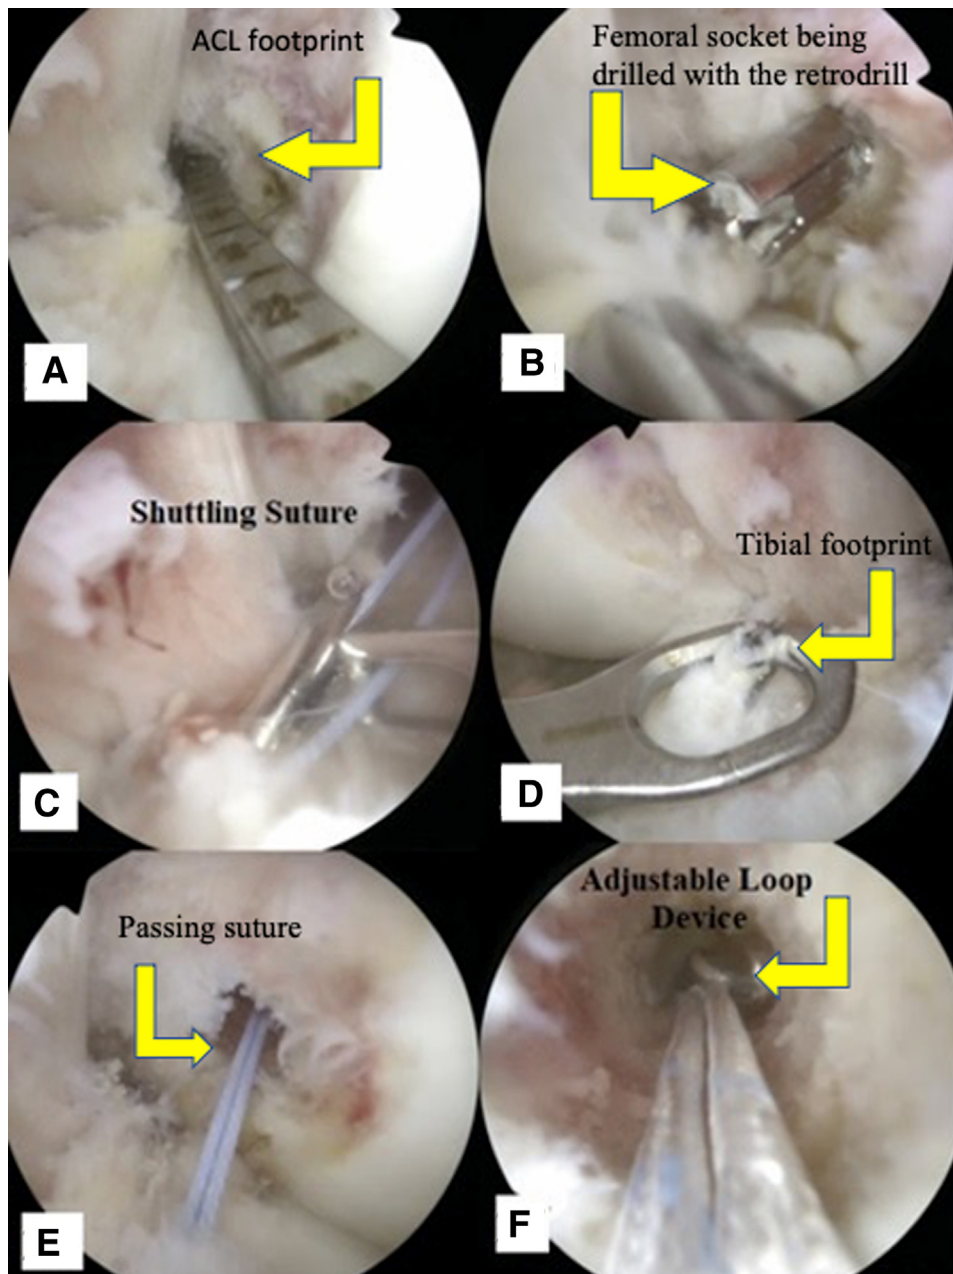 ACL footprint
Femoral socket being
drilled with the retrodrill
A
B
Shuttling Suture
Tibial footprint
C
D
Passing suture
Adjustable Loop
Device
E
F